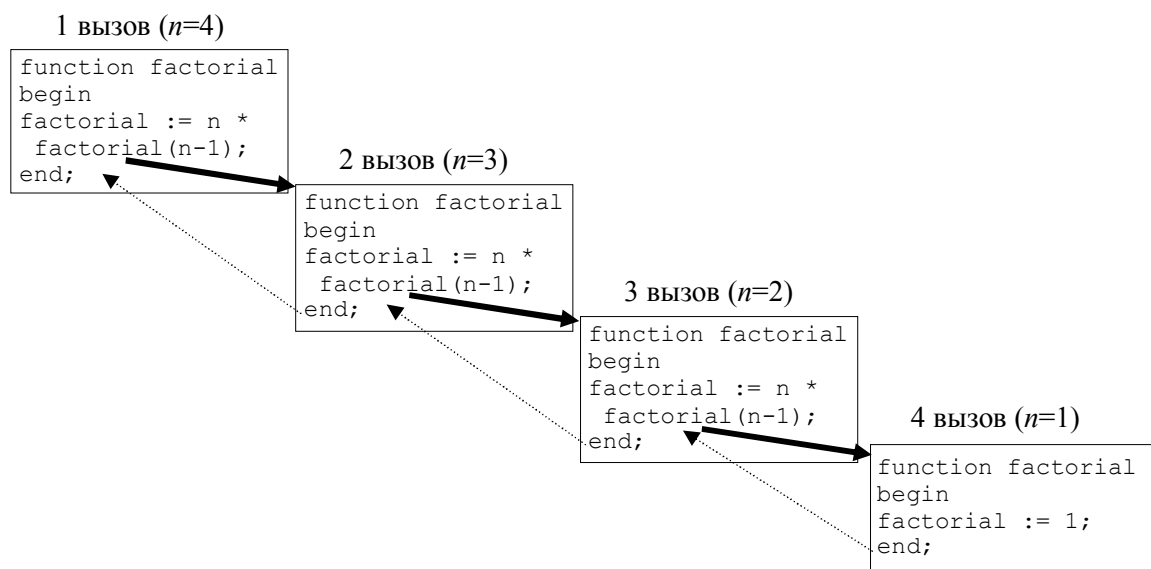 1 вызов (n=4)
function factorial
begin
factorial := n *
factorial(n-1);
end;
2 вызов (n=3)
function factorial
begin
factorial := n *
factorial(n-1);
end;
3 вызов (n=2)
function factorial
begin
factorial := n *
factorial(n-1);
end;
4 вызов (n=1)
function factorial
begin
factorial := 1;
end;